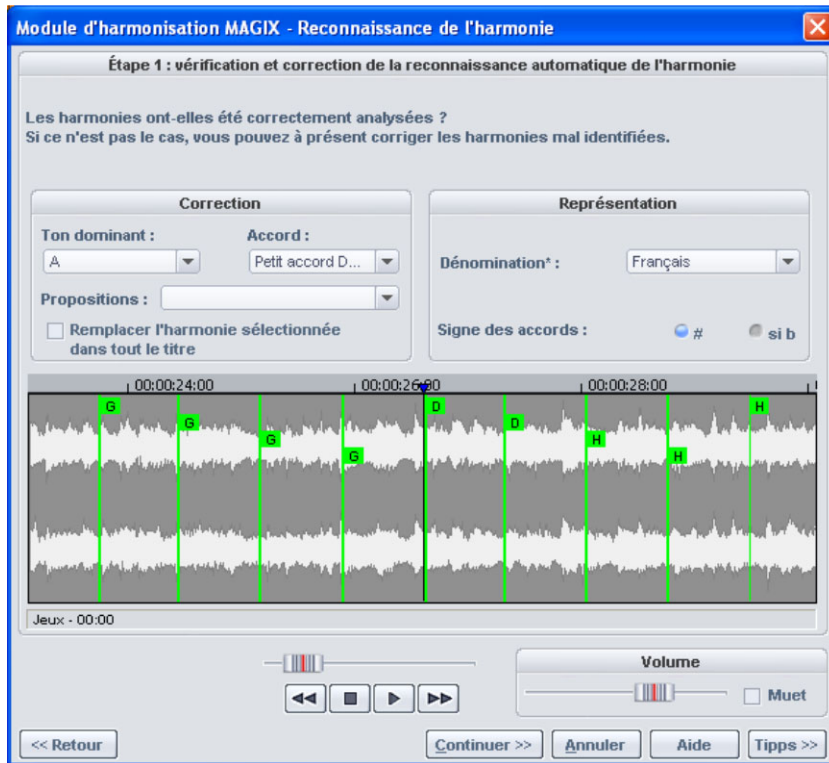 Module d'harmonisation MAGIX - Reconnaissance de l'harmonie
Étape 1 : vérification et correction de la reconnaissance automatique de l'harmonie
Les harmonies ont-elles été correctement analysées ?
Si ce n'est pas le cas, vous pouvez à présent corriger les harmonies mal identifiées.
Correction
Ton dominant :
Accord :
A
Petit accord D...
Propositions :
Remplacer l'harmonie sélectionnée
dans tout le titre
Représentation
Dénomination* :
Français
Signe des accords :
#
si b
00:00:24:00
00:00:26:00
00:00:28:00
G
G
G
G
D
D
H
H
H
Jeux - 00:00
Volume
Muet
<< Retour
Continuer >>
Annuler
Aide
Tipps >>